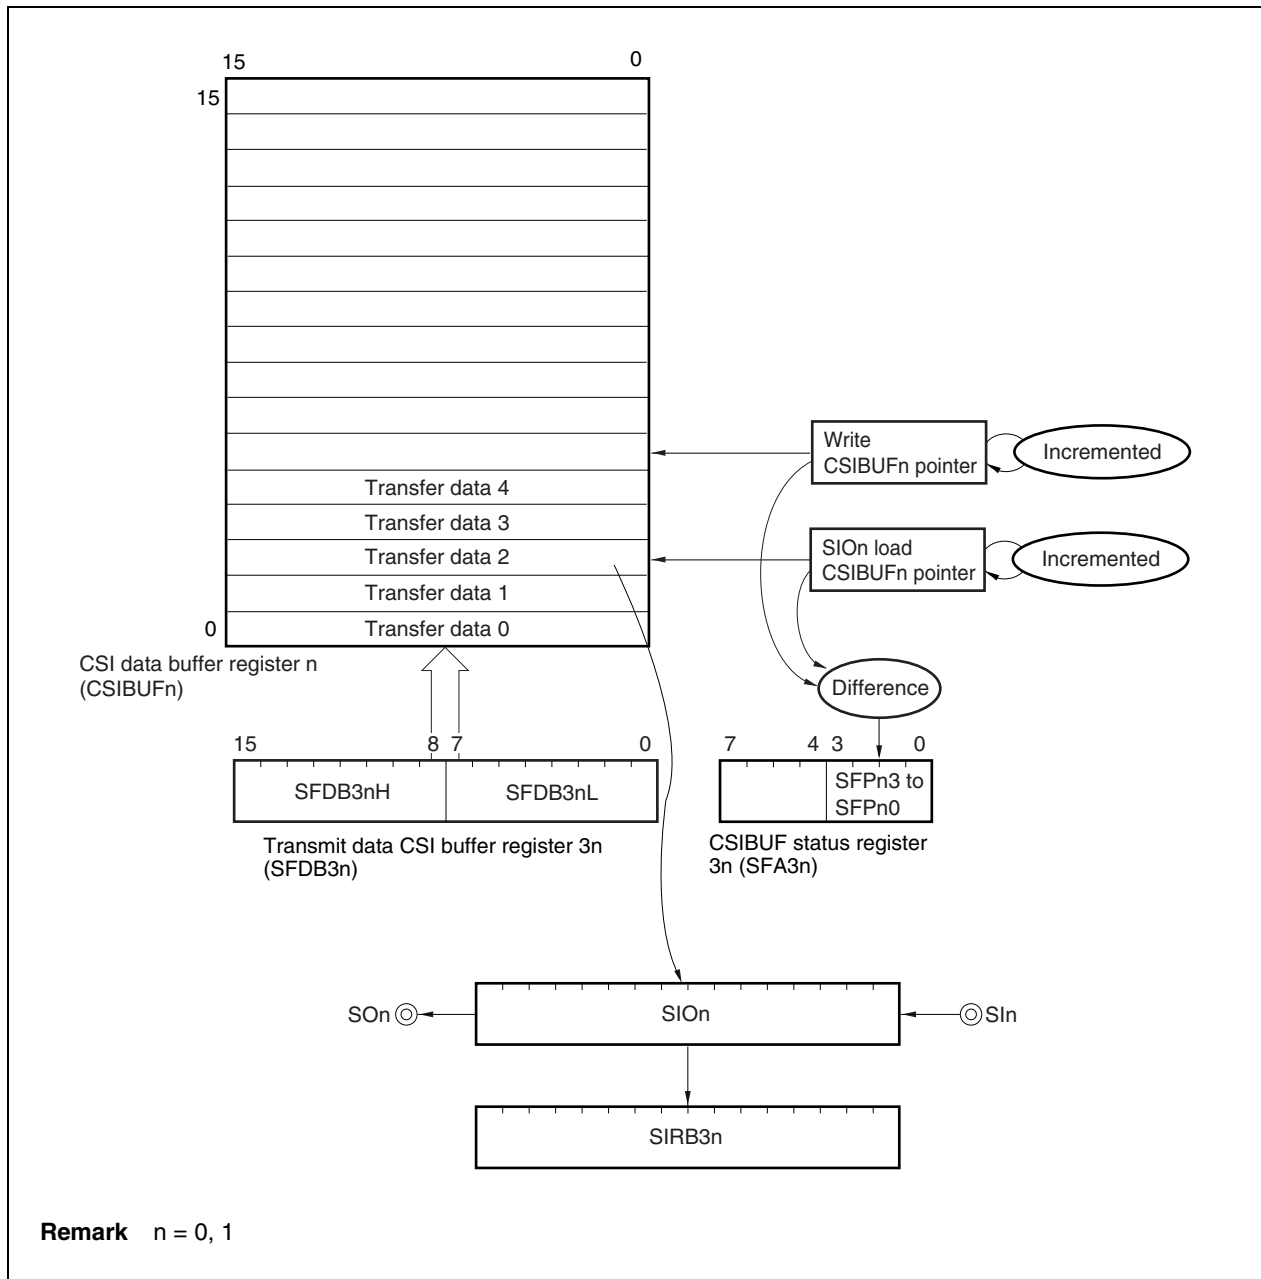 15
0
15
Write
CSIBUFn pointer
Incremented
Transfer data 4
Transfer data 3
Transfer data 2
SIOn load
CSIBUFn pointer
Incremented
Transfer data 1
Transfer data 0
0
CSI data buffer register n
(CSIBUFn)
Difference
15
8
7
0
7
4
3
0
SFDB3nH
SFDB3nL
SFPn3 to
SFPn0
Transmit data CSI buffer register 3n
(SFDB3n)
CSIBUF status register
3n (SFA3n)
SOn
SIOn
SIn
SIRB3n
Remark n = 0, 1